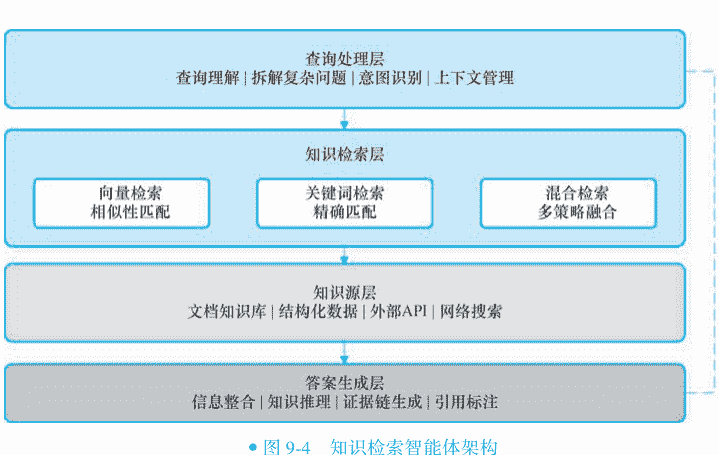 查询处理层
查询理解 | 拆解复杂问题 | 意图识别 | 上下文管理
知识检索层
向量检索
相似性匹配
关键词检索
精确匹配
混合检索
多策略融合
知识源层
文档知识库 | 结构化数据 | 外部API | 网络搜索
答案生成层
信息整合 | 知识推理 | 证据链生成 | 引用标注
● 图 9-4 知识检索智能体架构